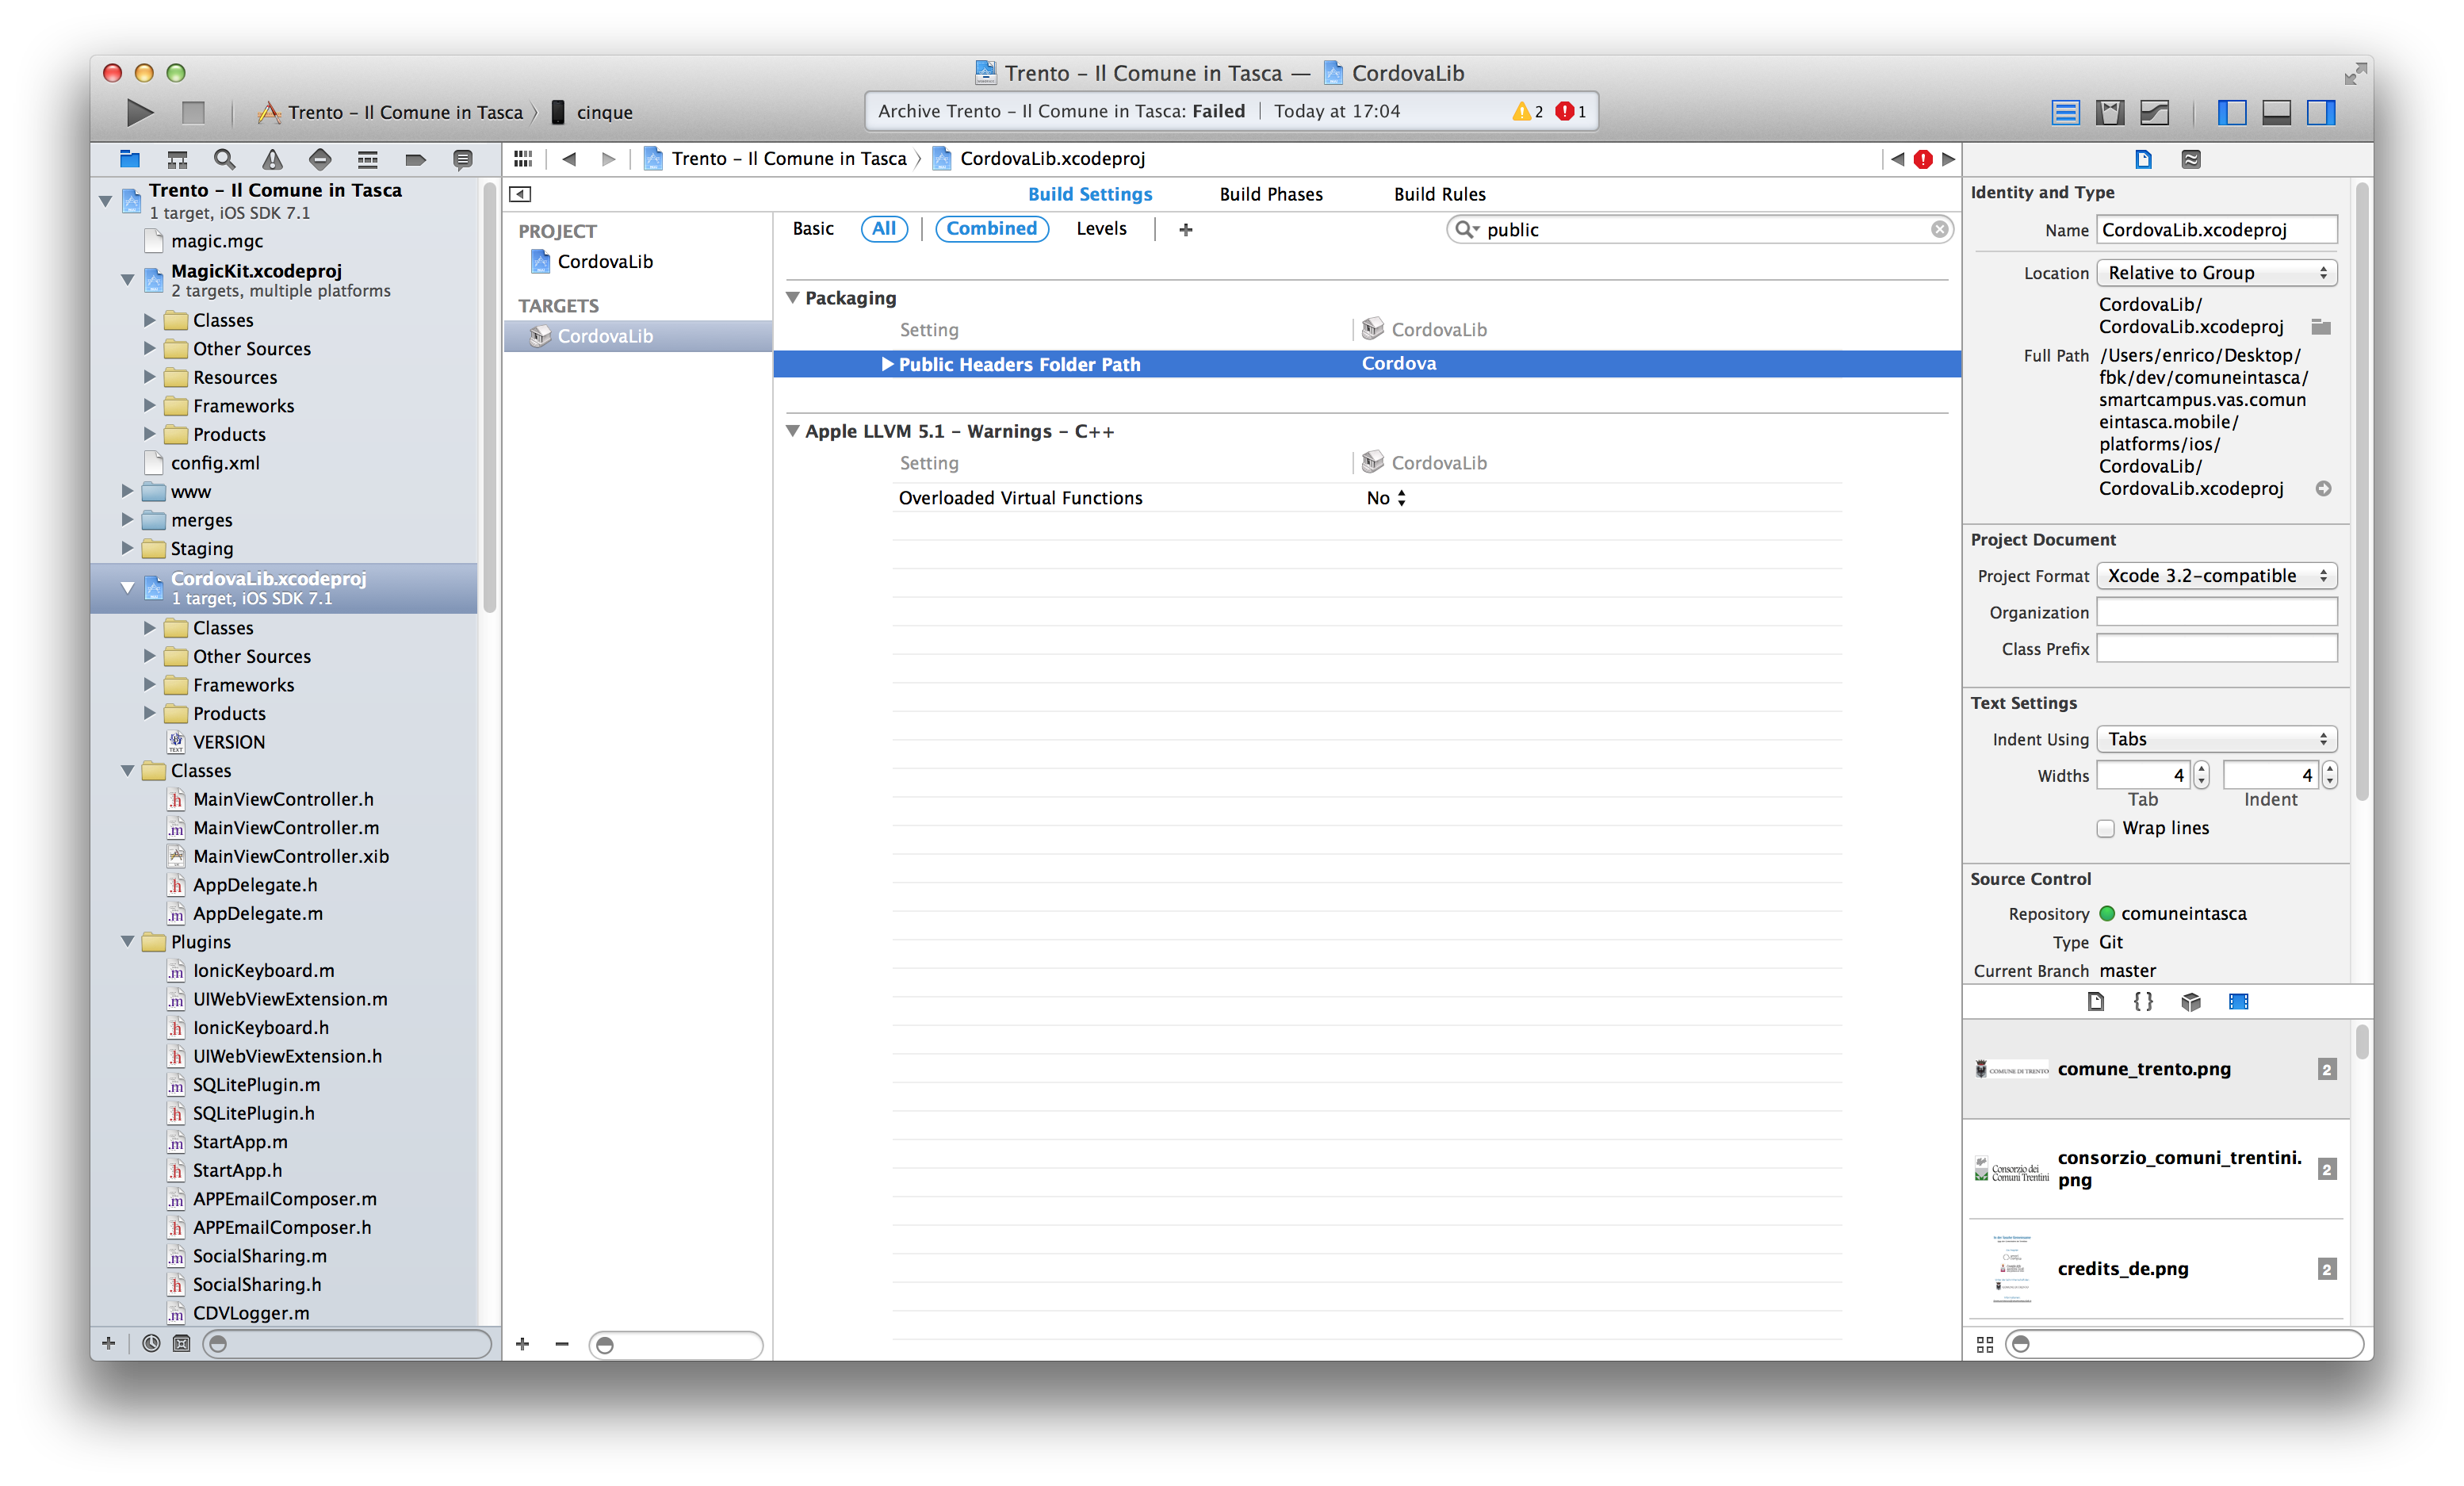 Trento – Il Comune in Tasca — CordovaLib
Trento – Il Comune in Tasca
cinque
Archive Trento – Il Comune in Tasca: Failed | Today at 17:04
2
1
Trento – Il Comune in Tasca
CordovaLib.xcodeproj
Trento – Il Comune in Tasca
1 target, iOS SDK 7.1
magic.mgc
MagicKit.xcodeproj
2 targets, multiple platforms
Classes
Other Sources
Resources
Frameworks
Products
config.xml
www
merges
Staging
CordovaLib.xcodeproj
1 target, iOS SDK 7.1
Classes
Other Sources
Frameworks
Products
VERSION
Classes
MainViewController.h
MainViewController.m
MainViewController.xib
AppDelegate.h
AppDelegate.m
Plugins
IonicKeyboard.m
UIWebViewExtension.m
IonicKeyboard.h
UIWebViewExtension.h
SQLitePlugin.m
SQLitePlugin.h
StartApp.m
StartApp.h
APPEmailComposer.m
APPEmailComposer.h
SocialSharing.m
SocialSharing.h
CDVLogger.m
PROJECT
CordovaLib
TARGETS
CordovaLib
Build Settings Build Phases Build Rules
Basic All Combined Levels +
public
Packaging
Setting CordovaLib
Public Headers Folder Path Cordova
Apple LLVM 5.1 – Warnings – C++
Setting CordovaLib
Overloaded Virtual Functions No
Identity and Type
Name CordovaLib.xcodeproj
Location Relative to Group
CordovaLib/
CordovaLib.xcodeproj
Full Path /Users/enrico/Desktop/
fbk/dev/comuneintasca/
smartcampus.vas.comun
eintasca.mobile/
platforms/ios/
CordovaLib/
CordovaLib.xcodeproj
Project Document
Project Format Xcode 3.2-compatible
Organization
Class Prefix
Text Settings
Indent Using Tabs
Widths 4 4
Tab Indent
Wrap lines
Source Control
Repository comuneintasca
Type Git
Current Branch master
{ }
COMUNE DI TRENTO
comune_trento.png 2
Consorzio dei
Comuni Trentini
consorzio_comuni_trentini.
png
2
credits_de.png 2